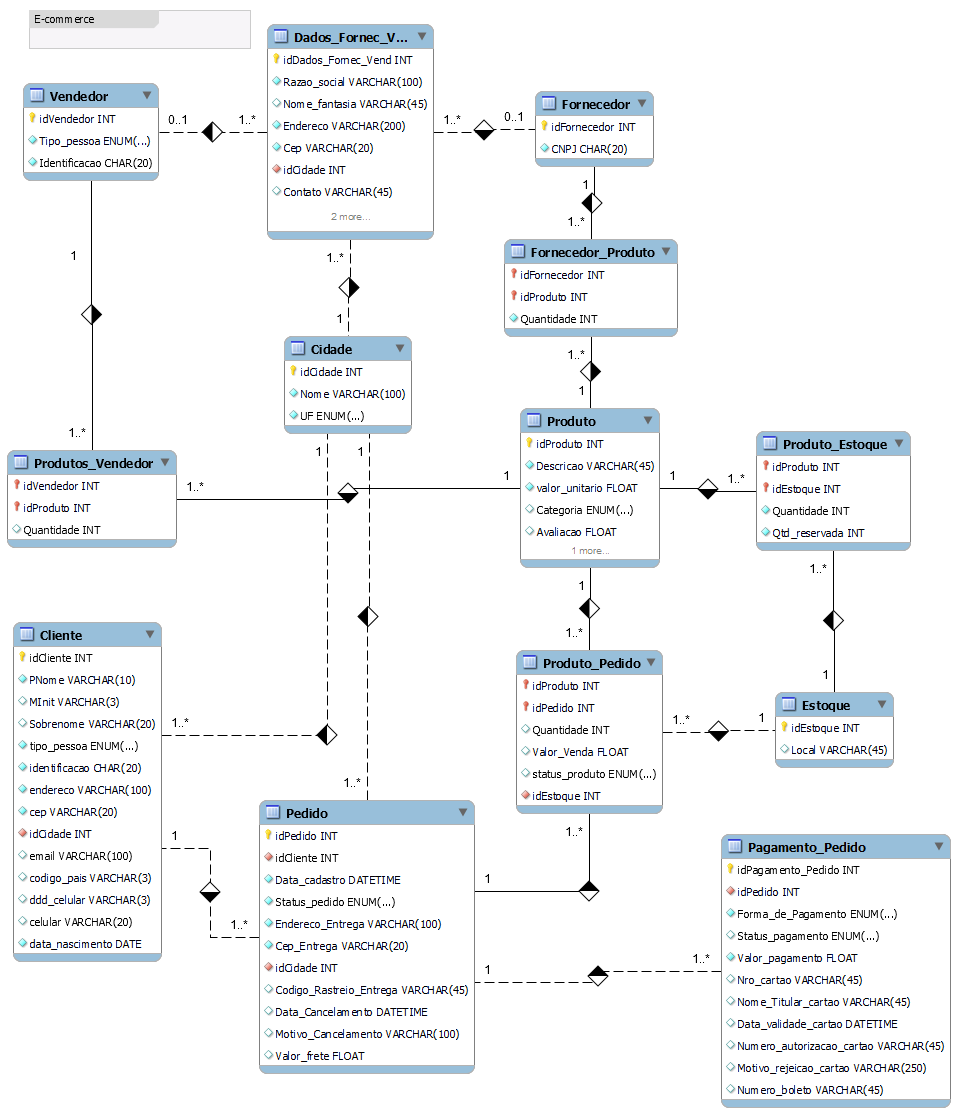 E-commerce
Dados_Fornec_V...
idDados_Fornec_Vend INT
Razao_social VARCHAR(100)
Nome_fantasia VARCHAR(45)
Endereco VARCHAR(200)
Cep VARCHAR(20)
idCidade INT
Contato VARCHAR(45)
2 more...
Vendedor
idVendedor INT
Tipo_pessoa ENUM(...)
Identificacao CHAR(20)
0..1
1..*
1..*
0..1
Fornecedor
idFornecedor INT
CNPJ CHAR(20)
1
1..*
Fornecedor_Produto
idFornecedor INT
idProduto INT
Quantidade INT
1..*
1
1..*
1
Cidade
idCidade INT
Nome VARCHAR(100)
UF ENUM(...)
1
1
1
1..*
Produtos_Vendedor
idVendedor INT
idProduto INT
Quantidade INT
1..*
1
Produto
idProduto INT
Descricao VARCHAR(45)
valor_unitario FLOAT
Categoria ENUM(...)
Avaliacao FLOAT
1 more...
1
1..*
Produto_Estoque
idProduto INT
idEstoque INT
Quantidade INT
Qtd_reservada INT
1..*
1
1
1..*
Produto_Pedido
idProduto INT
idPedido INT
Quantidade INT
Valor_Venda FLOAT
status_produto ENUM(...)
idEstoque INT
1..*
1
Estoque
idEstoque INT
Local VARCHAR(45)
Cliente
idCliente INT
PNome VARCHAR(10)
MInit VARCHAR(3)
Sobrenome VARCHAR(20)
tipo_pessoa ENUM(...)
identificacao CHAR(20)
endereco VARCHAR(100)
cep VARCHAR(20)
idCidade INT
email VARCHAR(100)
codigo_pais VARCHAR(3)
ddd_celular VARCHAR(3)
celular VARCHAR(20)
data_nascimento DATE
1..*
1
1..*
1..*
Pedido
idPedido INT
idCliente INT
Data_cadastro DATETIME
Status_pedido ENUM(...)
Endereco_Entrega VARCHAR(100)
Cep_Entrega VARCHAR(20)
idCidade INT
Codigo_Rastreio_Entrega VARCHAR(45)
Data_Cancelamento DATETIME
Motivo_Cancelamento VARCHAR(100)
Valor_frete FLOAT
1..*
1
1
1..*
Pagamento_Pedido
idPagamento_Pedido INT
idPedido INT
Forma_de_Pagamento ENUM(...)
Status_pagamento ENUM(...)
Valor_pagamento FLOAT
Nro_cartao VARCHAR(45)
Nome_Titular_cartao VARCHAR(45)
Data_validade_cartao DATETIME
Numero_autorizacao_cartao VARCHAR(45)
Motivo_rejeicao_cartao VARCHAR(250)
Numero_boleto VARCHAR(45)